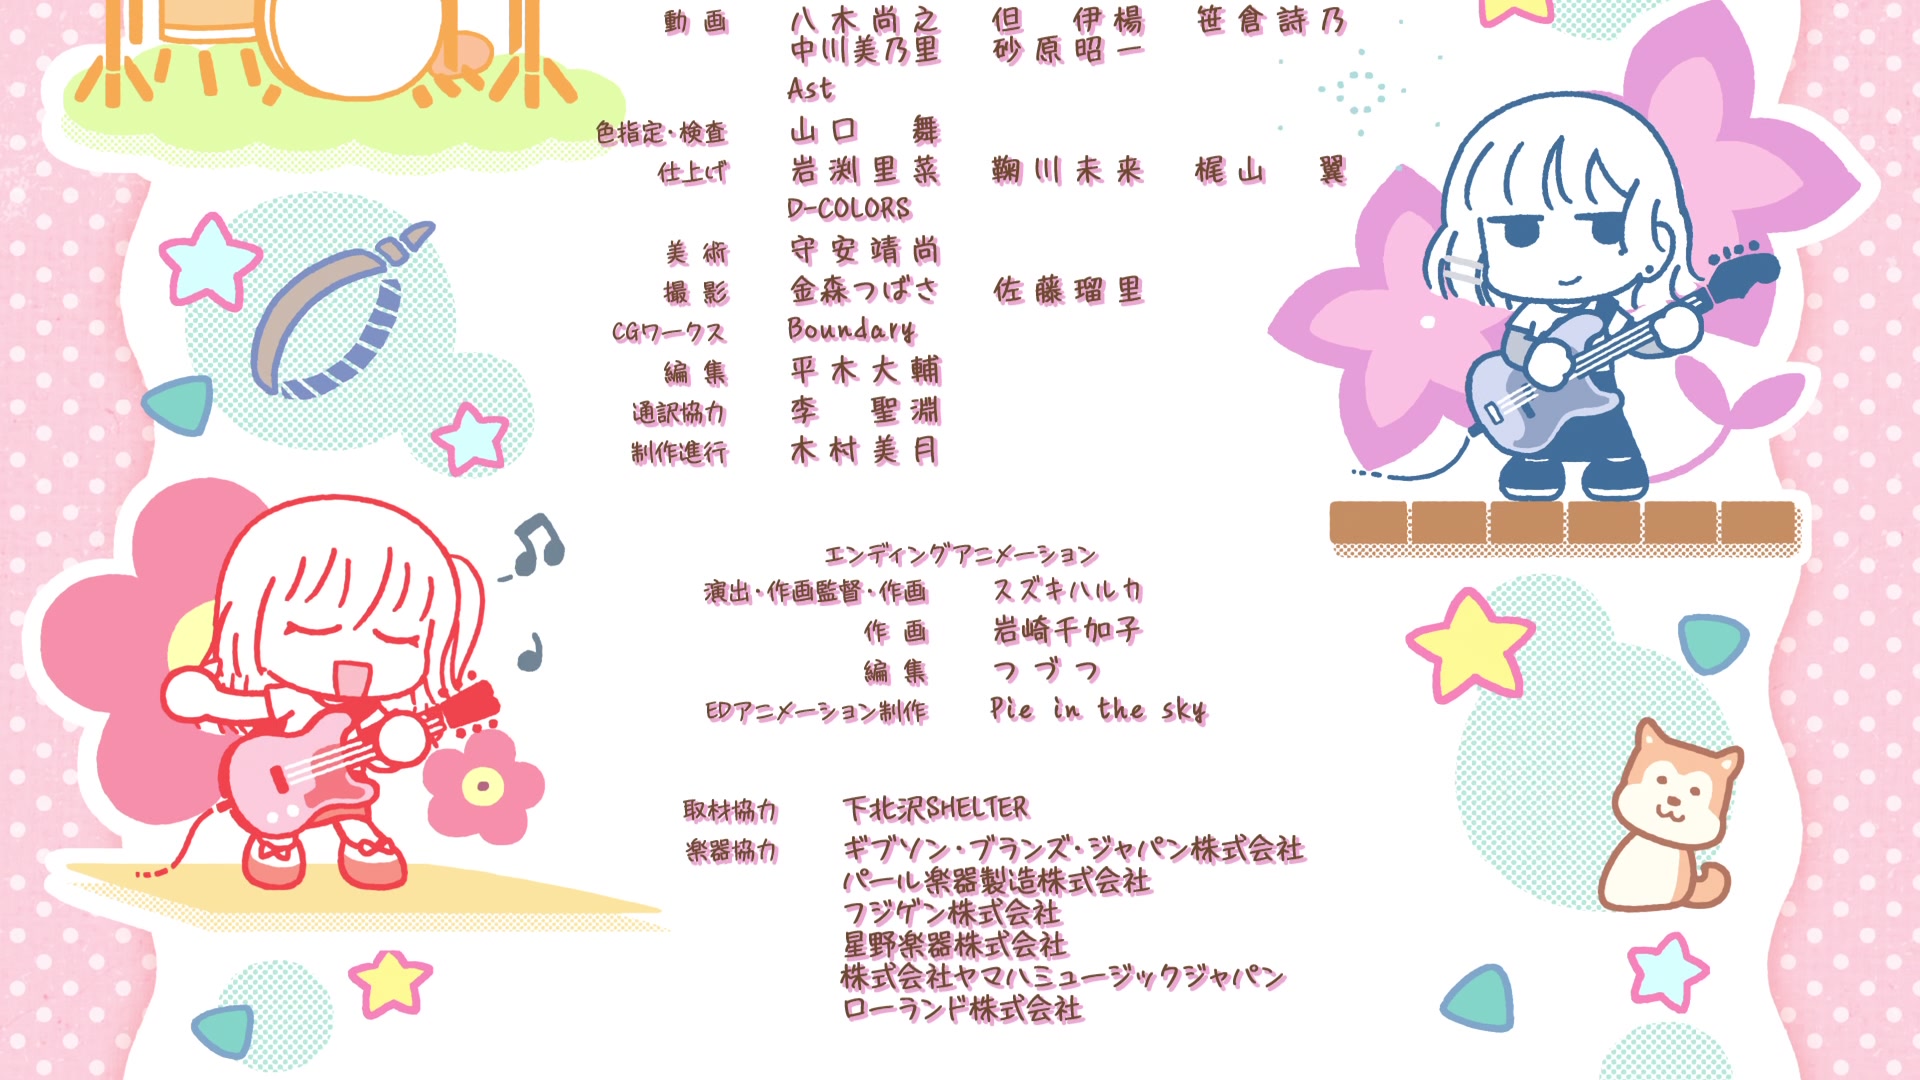 動画 八木尚之 但 伊楊 笹倉詩乃
中川美乃里 砂原昭一
Ast
色指定・検査 山口 舞
仕上げ 岩渕里菜 鞠川未来 梶山 翼
D-COLORS
美術 守安靖尚
撮影 金森つばさ 佐藤瑠里
CGワークス Boundary
編集 平木大輔
通訳協力 李 聖淵
制作進行 木村美月
エンディングアニメーション
演出・作画監督・作画 スズキハルカ
作画 岩崎千加子
編集 つづつ
EDアニメーション制作 Pie in the sky
取材協力 下北沢SHELTER
楽器協力 ギブソン・ブランズ・ジャパン株式会社
パール楽器製造株式会社
フジゲン株式会社
星野楽器株式会社
株式会社ヤマハミュージックジャパン
ローランド株式会社